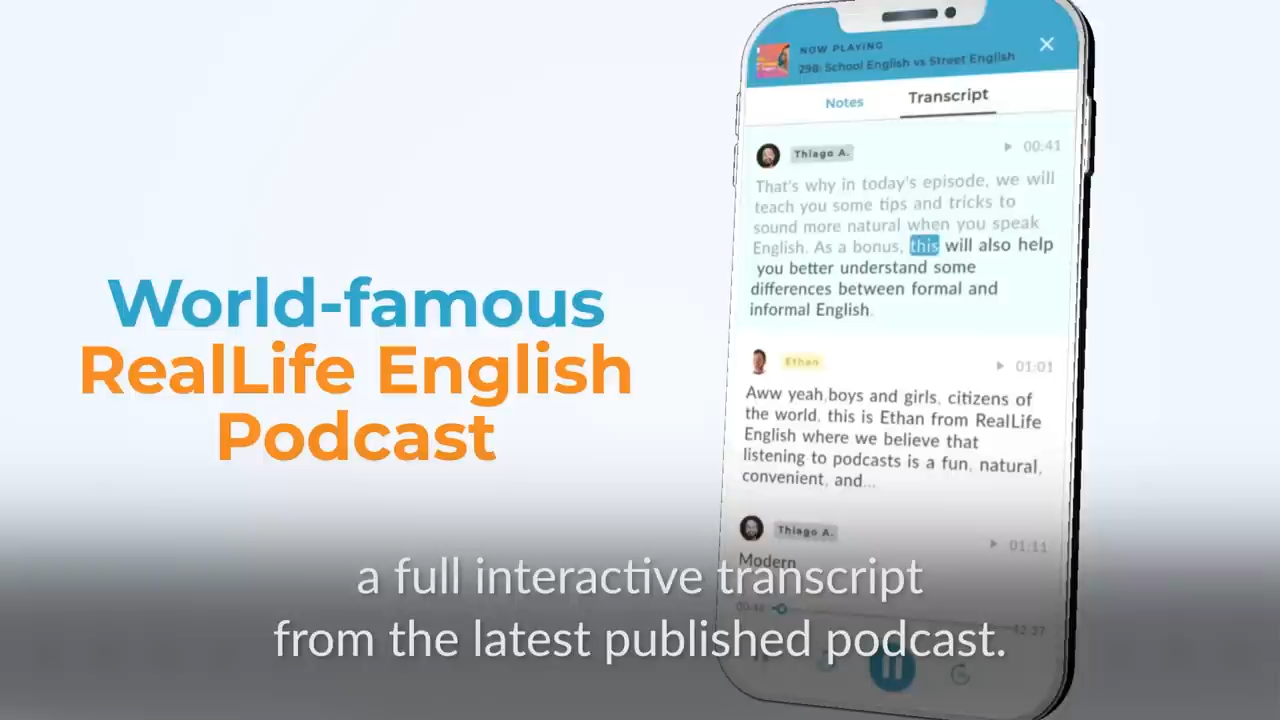 World-famous
RealLife English
Podcast
NOW PLAYING
298: School English vs Street English
Notes
Transcript
Thiago A.
00:41
That's why in today's episode, we will
teach you some tips and tricks to
sound more natural when you speak
English. As a bonus, this will also help
you better understand some
differences between formal and
informal English.
Ethan
01:01
Aww yeah boys and girls, citizens of
the world, this is Ethan from RealLife
English where we believe that
listening to podcasts is a fun, natural,
convenient, and...
Thiago A.
01:11
Modern
42:37
a full interactive transcript
from the latest published podcast.